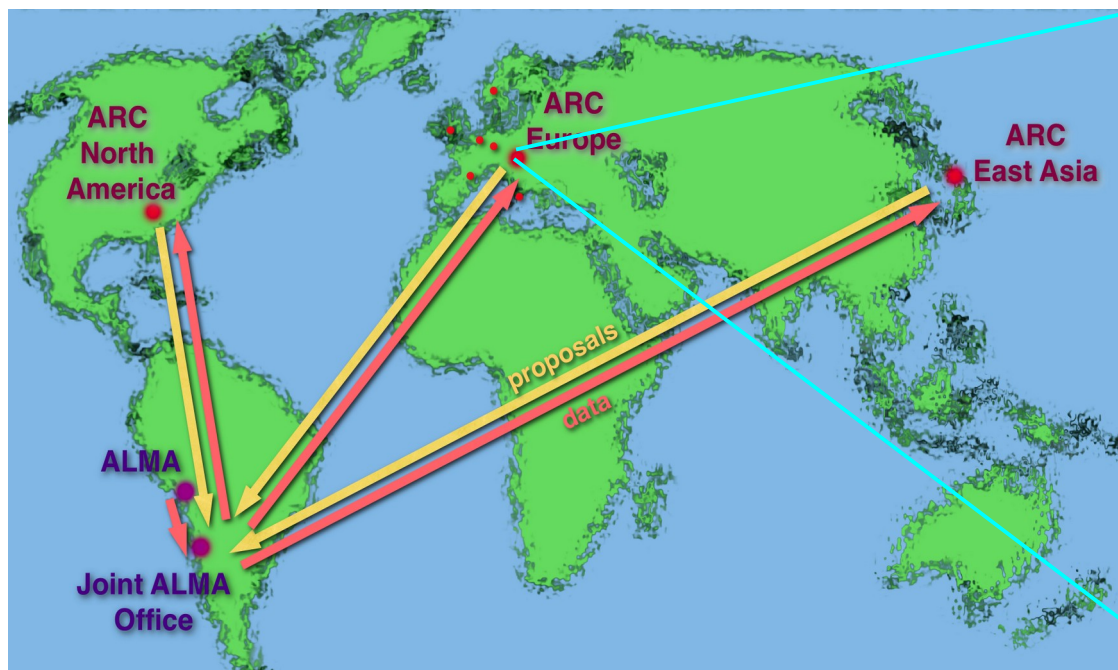 ARC
North
America
ARC
Europe
ARC
East Asia
proposals
data
ALMA
Joint ALMA
Office